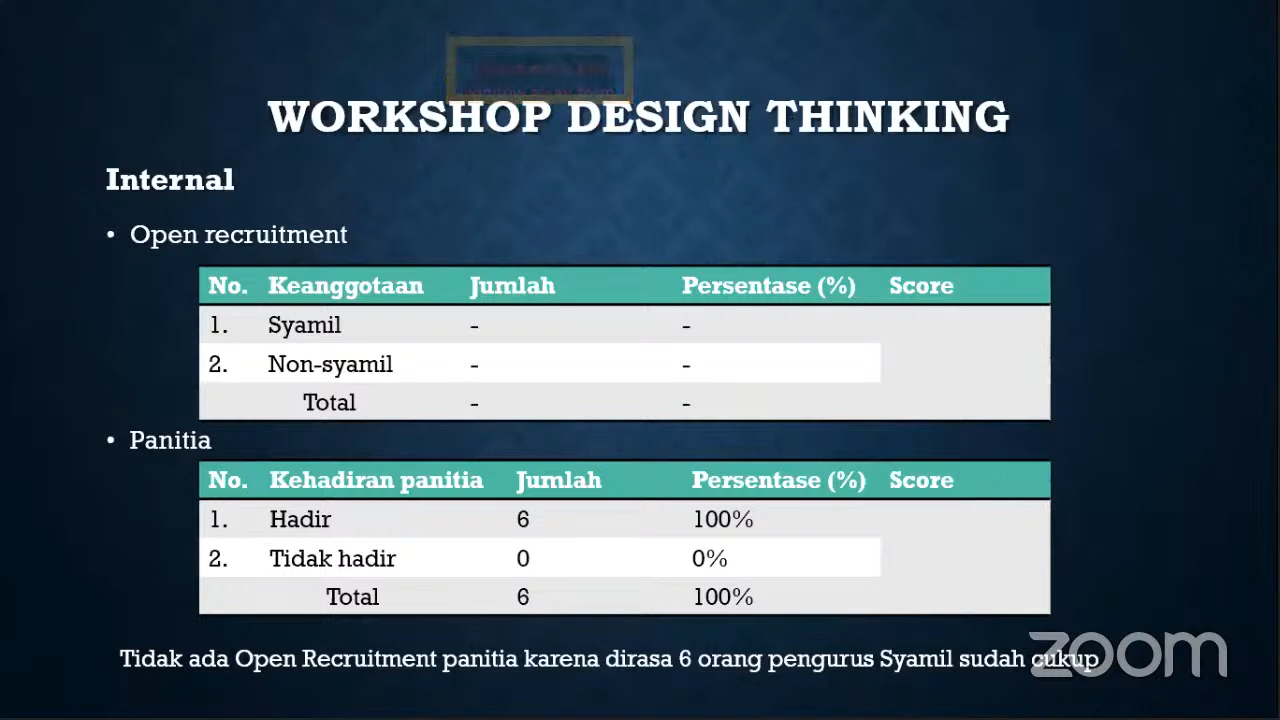 WORKSHOP DESIGN THINKING
Internal
• Open recruitment
No. Keanggotaan Jumlah Persentase (%) Score
1. Syamil - -
2. Non-syamil - -
Total - -
• Panitia
No. Kehadiran panitia Jumlah Persentase (%) Score
1. Hadir 6 100%
2. Tidak hadir 0 0%
Total 6 100%
Tidak ada Open Recruitment panitia karena dirasa 6 orang pengurus Syamil sudah cukup
zoom